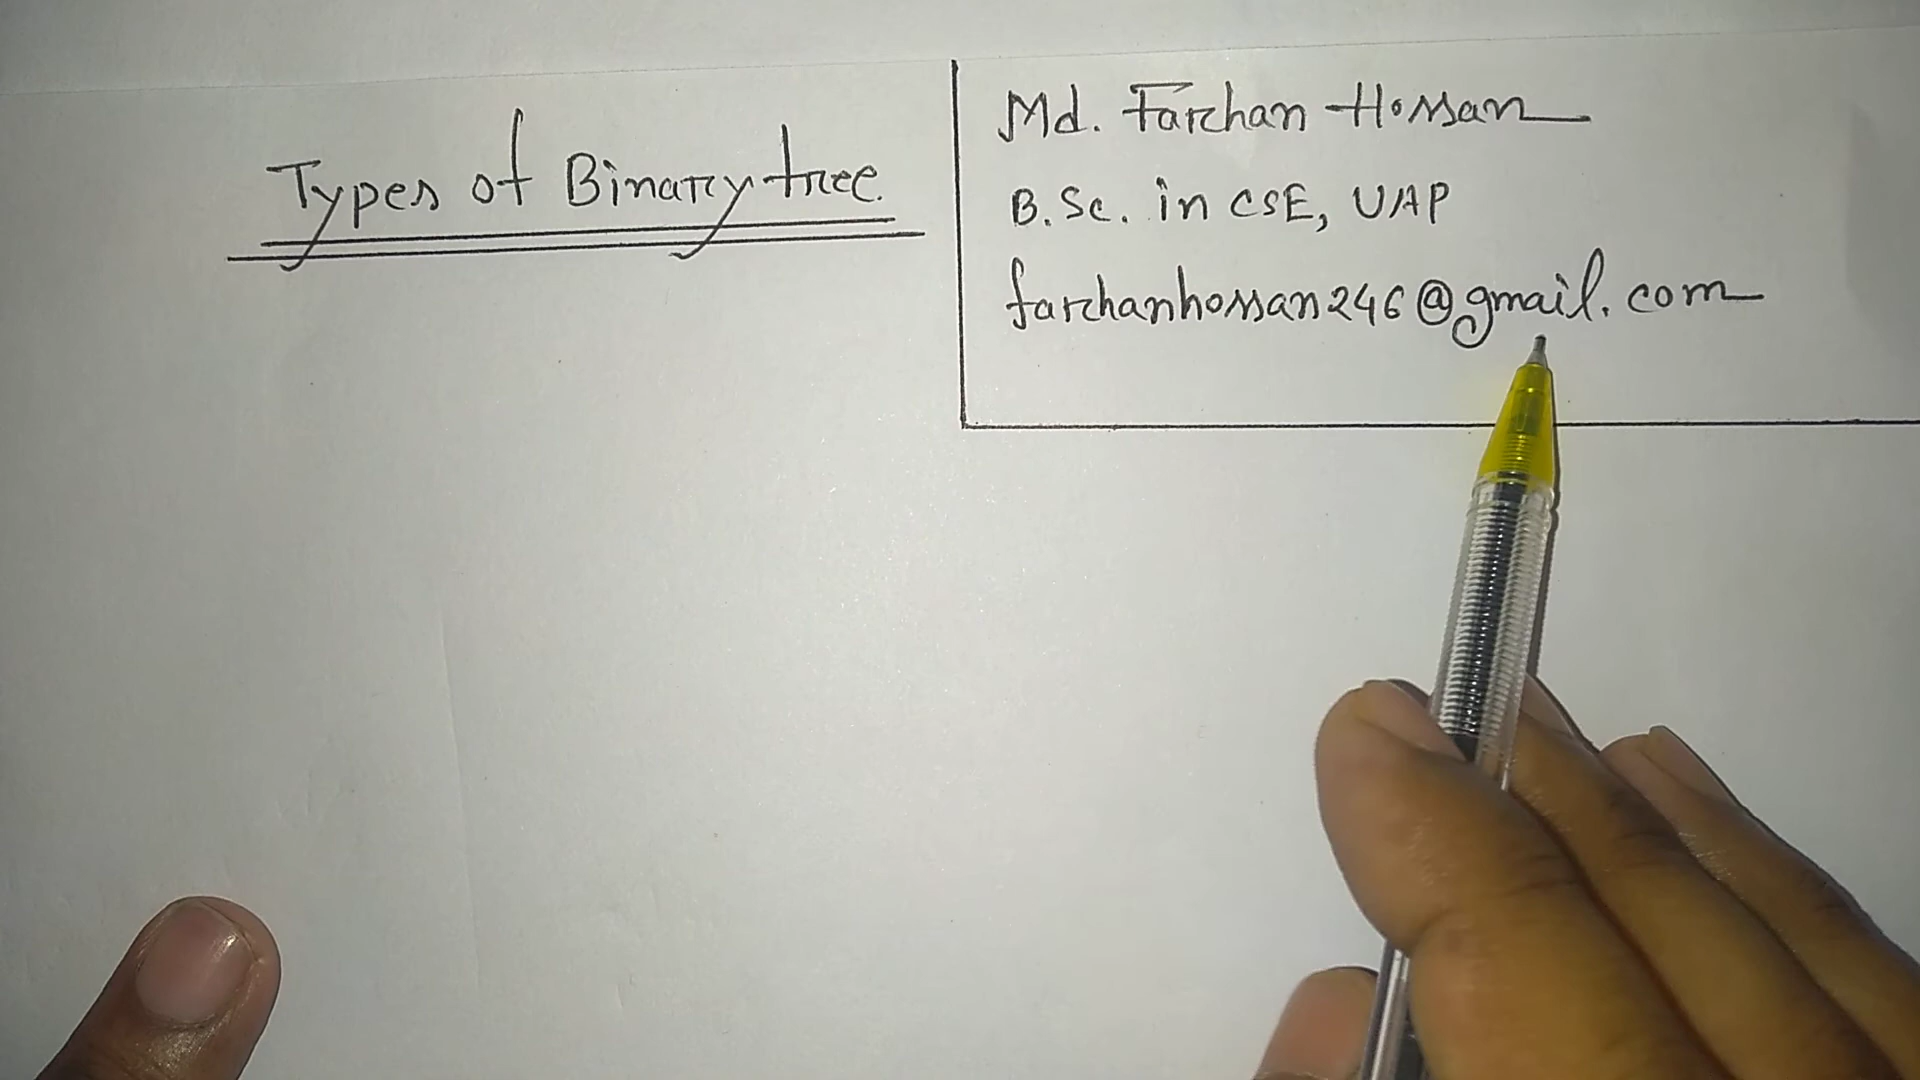 Types of Binary tree.
Md. Farhan Hossan
B.Sc. in CSE, UAP
farhanhossan246@gmail.com